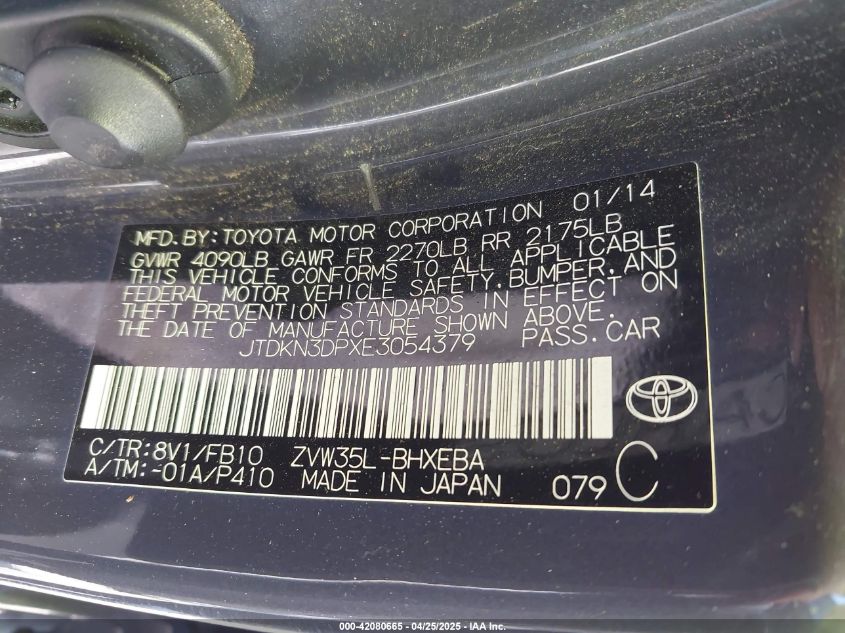 01/14
MFD. BY: TOYOTA MOTOR CORPORATION
GVWR 4090LB GAWR FR 2270LB RR 2175LB
THIS VEHICLE CONFORMS TO ALL APPLICABLE
FEDERAL MOTOR VEHICLE SAFETY, BUMPER, AND
THEFT PREVENTION STANDARDS IN EFFECT ON
THE DATE OF MANUFACTURE SHOWN ABOVE.
JTDKN3DPXE3054379 PASS. CAR
C/TR: 8V1/FB10 ZVW35L-BHXEBA
A/TM: -01A/P410 MADE IN JAPAN 079 C
000-42080665 / 04/25/2025 - IAA Inc.